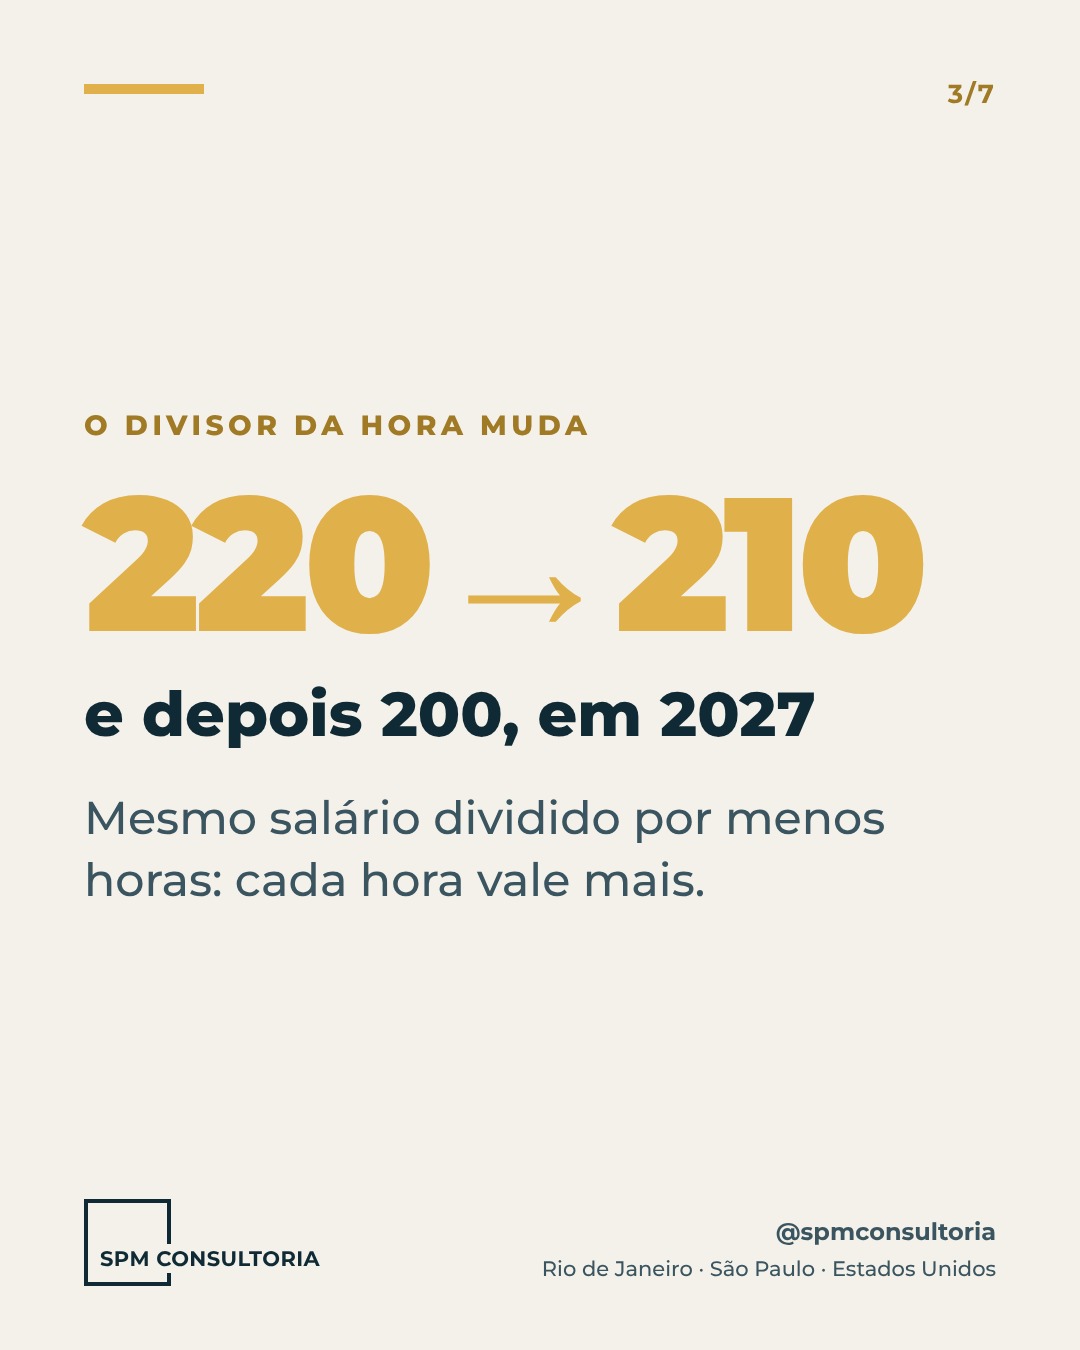 3/7
O DIVISOR DA HORA MUDA
220 → 210
e depois 200, em 2027
Mesmo salário dividido por menos
horas: cada hora vale mais.
SPM CONSULTORIA
@spmconsultoria
Rio de Janeiro · São Paulo · Estados Unidos